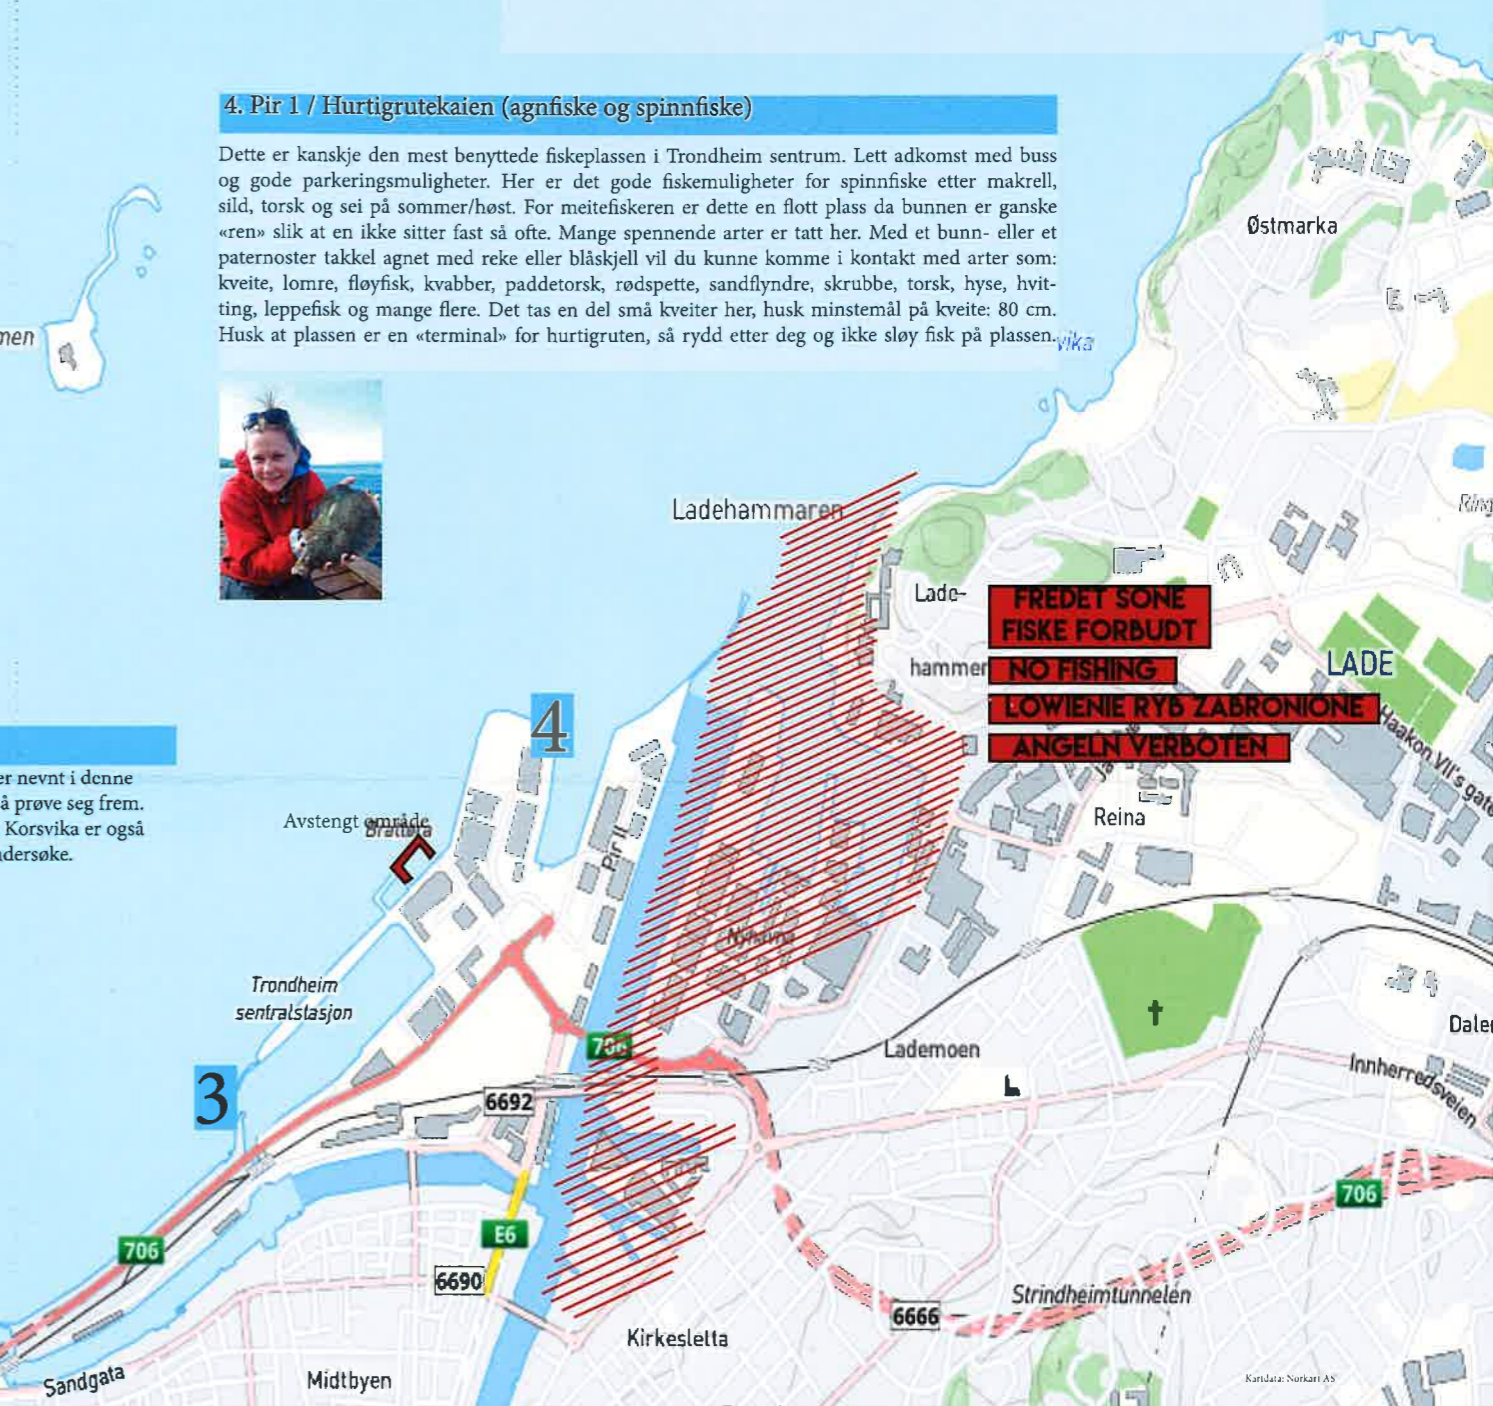 4. Pir 1 / Hurtigrutekaien (agnfiske og spinnfiske)
Dette er kanskje den mest benyttede fiskeplassen i Trondheim sentrum. Lett adkomst med buss
og gode parkeringsmuligheter. Her er det gode fiskemuligheter for spinnfiske etter makrell,
sild, torsk og sei på sommer/høst. For meitefiskeren er dette en flott plass da bunnen er ganske
«ren» slik at en ikke sitter fast så ofte. Mange spennende arter er tatt her. Med et bunn- eller et
paternoster takkel agnet med reke eller blåskjell vil du kunne komme i kontakt med arter som:
kveite, lomre, fløyfisk, kvabber, paddetorsk, rødspette, sandflyndre, skrubbe, torsk, hyse, hvit-
ting, leppefisk og mange flere. Det tas en del små kveiter her, husk minstemål på kveite: 80 cm.
Husk at plassen er en «terminal» for hurtigruten, så rydd etter deg og ikke sløy fisk på plassen.
vika
men
Østmarka
Ladehammaren
Ring
Lade-
hammer
FREDET SONE
FISKE FORBUDT
NO FISHING
LOWIENIE RYB ZABRONIONE
ANGELN VERBOTEN
LADE
Haakon VII's gate
4
er nevnt i denne
å prøve seg frem.
Korsvika er også
ndersøke.
Avstengt område
Brattøra
Pir II
Reina
Nyhavna
Trondheim
sentralstasjon
706
Lademoen
Dalen
Innherredsveien
3
6692
706
E6
706
6690
6666
Strindheimtunnelen
Kirkesletta
Sandgata
Midtbyen
Kartdata: Norkart AS